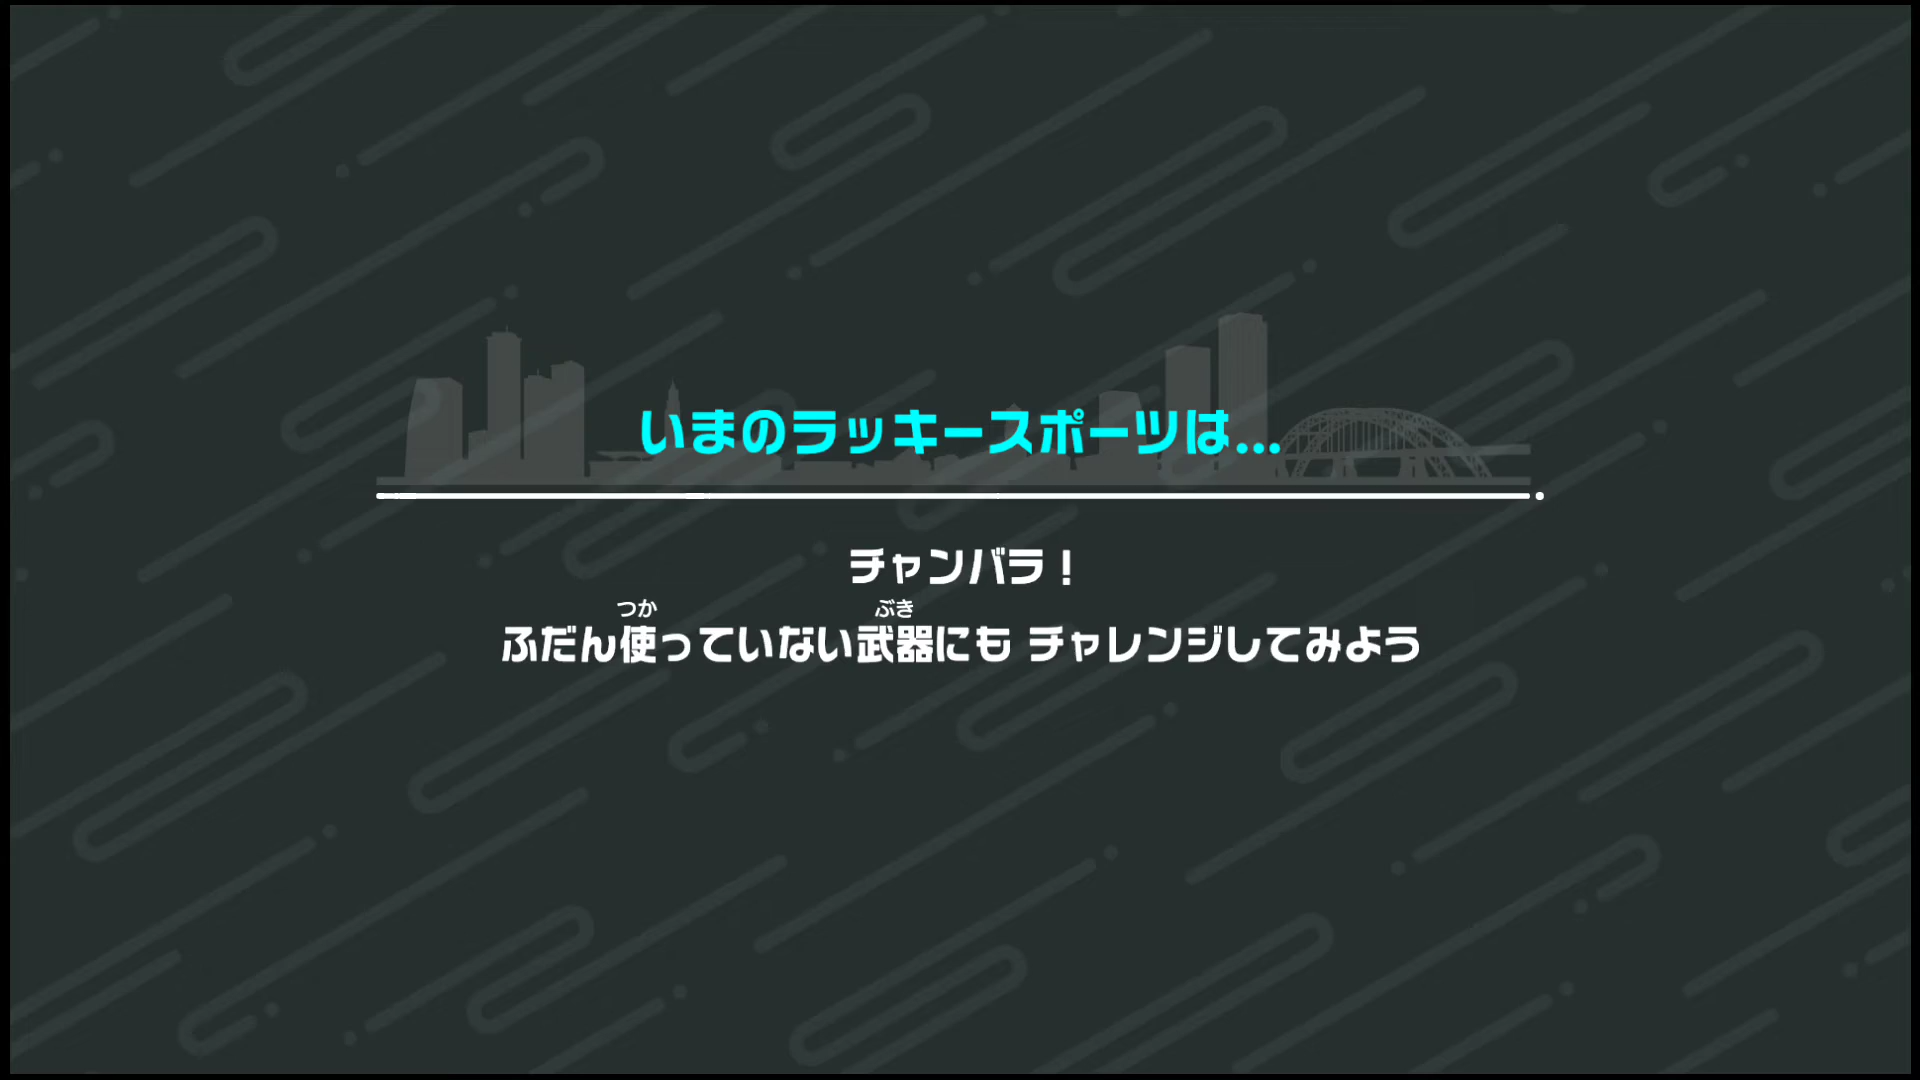 いまのラッキースポーツは...
チャンバラ！
つか ぶき
ふだん使っていない武器にも チャレンジしてみよう